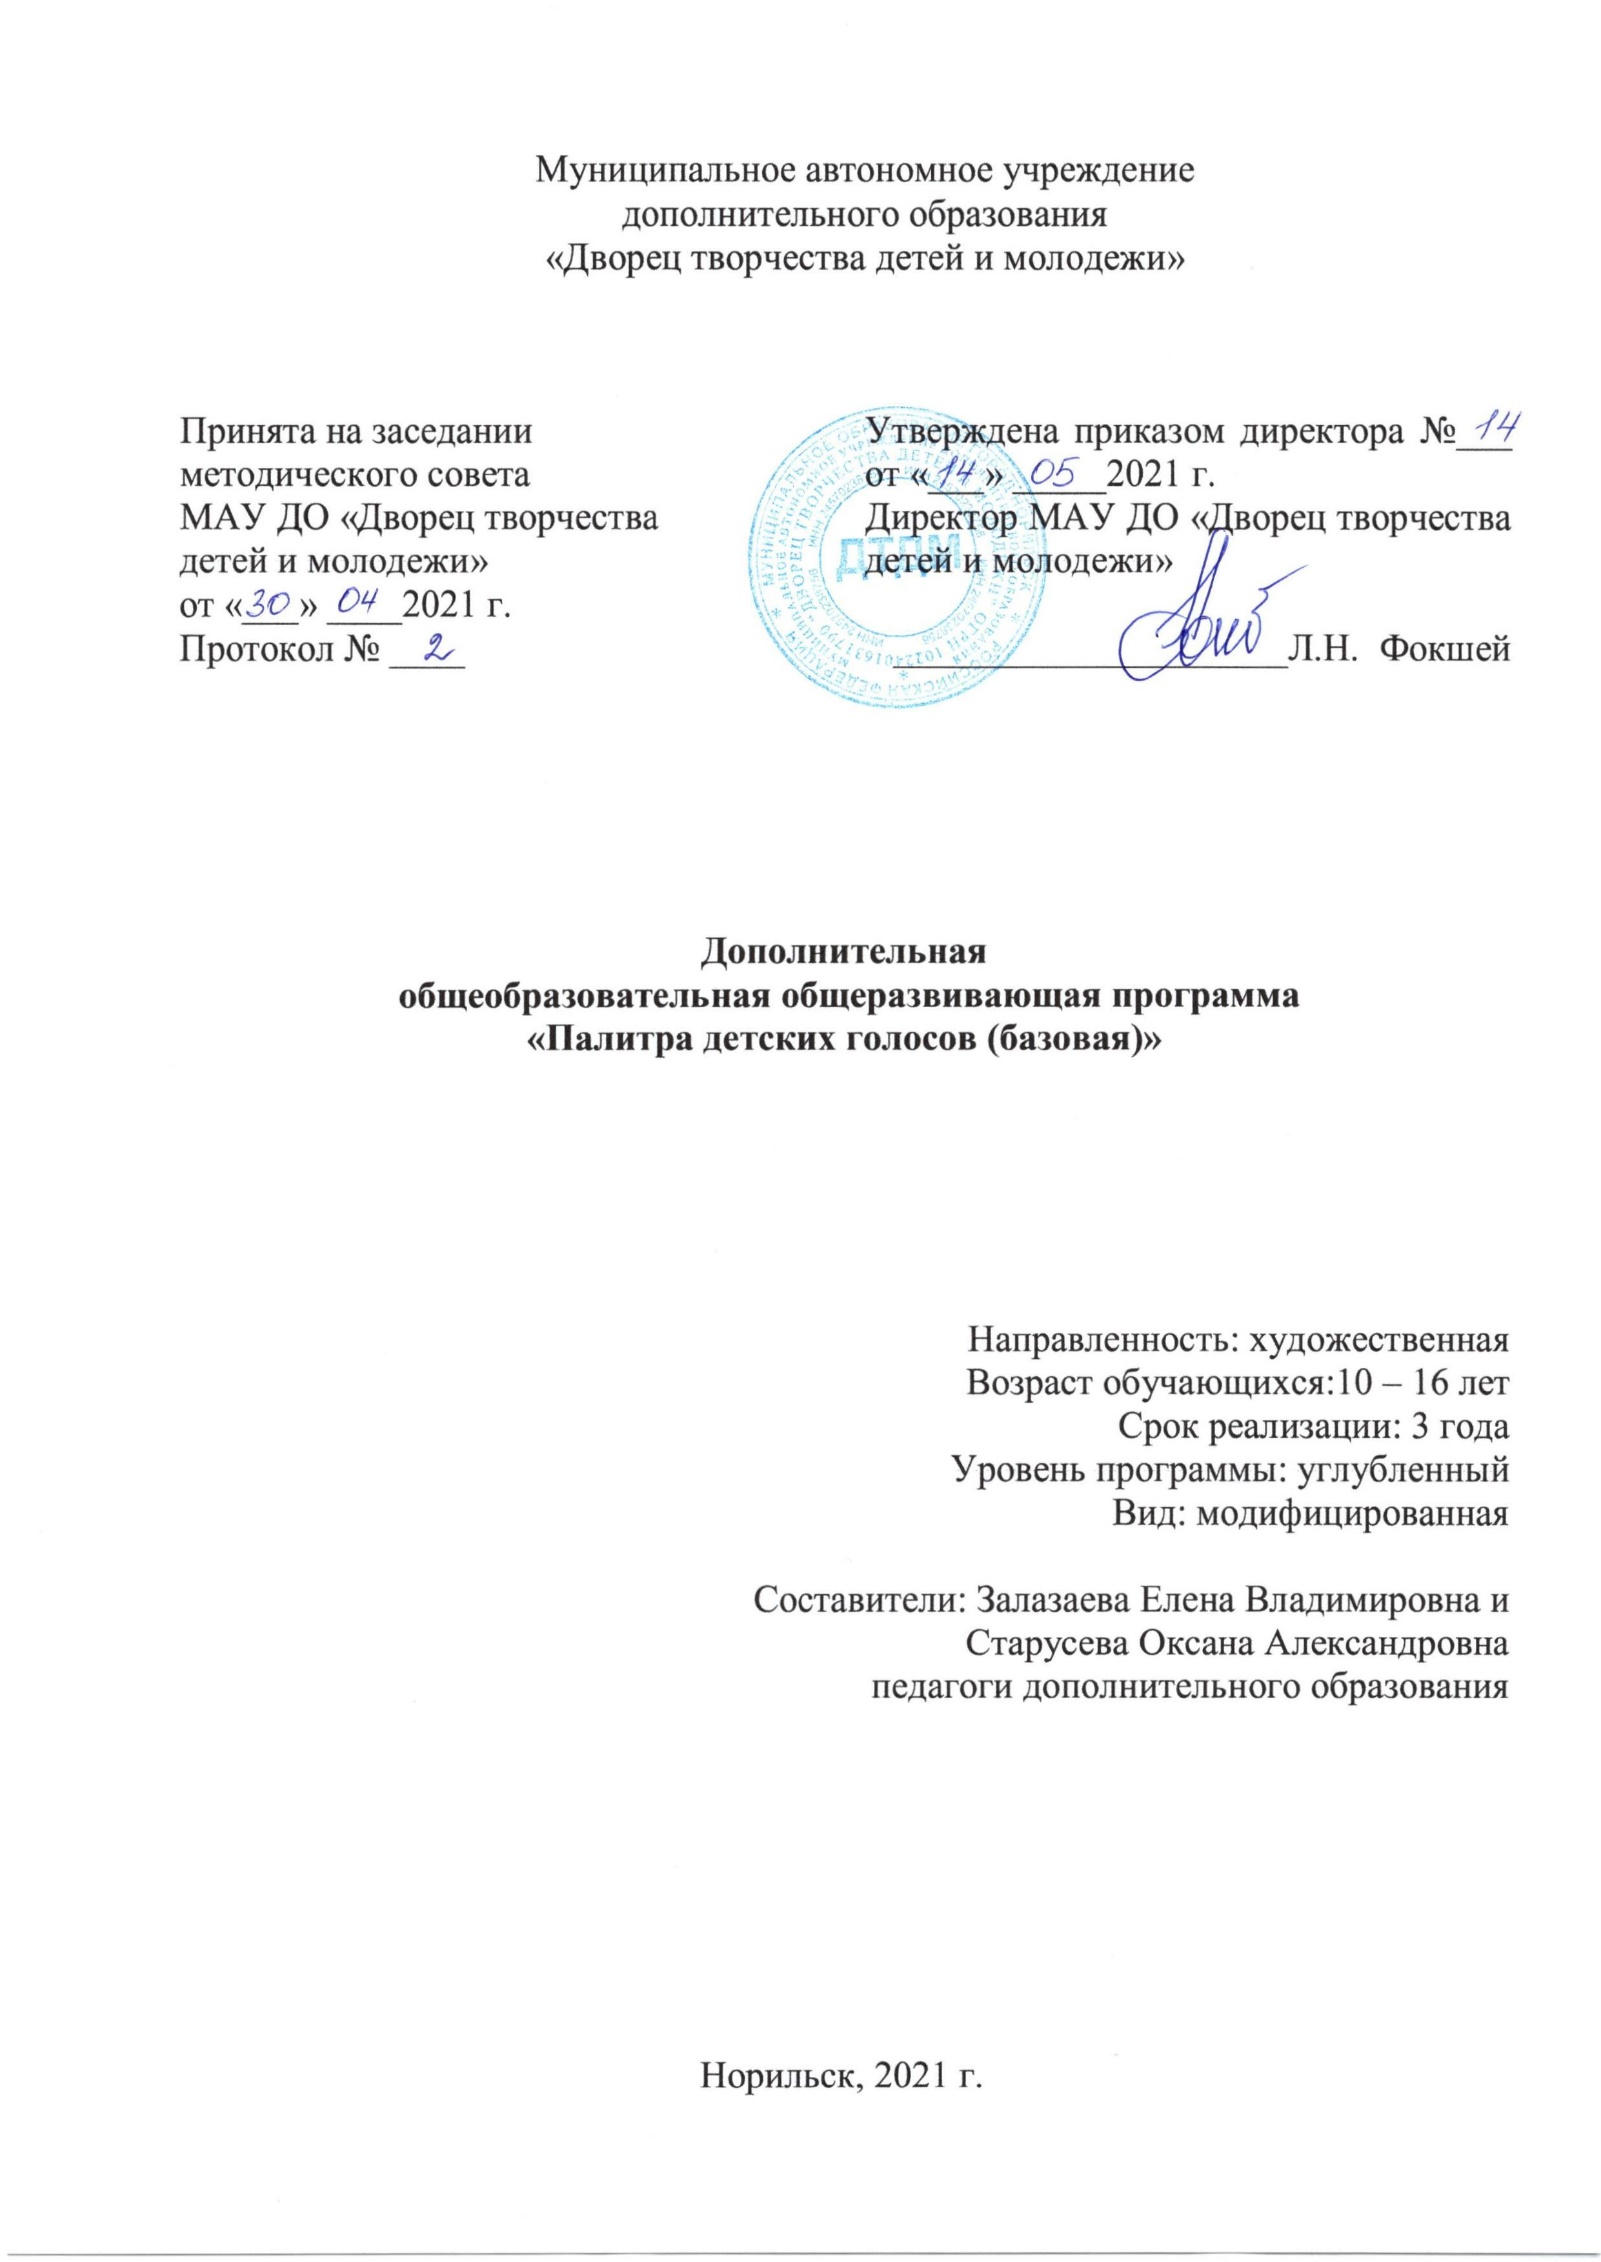 Муниципальное автономное учреждение
дополнительного образования
«Дворец творчества детей и молодежи»
Принята на заседании
методического совета
МАУ ДО «Дворец творчества
детей и молодежи»
от «30» 04 2021 г.
Протокол № 2
Утверждена приказом директора № 14
от «14» 05 2021 г.
Директор МАУ ДО «Дворец творчества
детей и молодежи»
Л.Н. Фокшей
ДТДМ
Дополнительная
общеобразовательная общеразвивающая программа
«Палитра детских голосов (базовая)»
Направленность: художественная
Возраст обучающихся:10 – 16 лет
Срок реализации: 3 года
Уровень программы: углубленный
Вид: модифицированная
Составители: Залазаева Елена Владимировна и
Старусева Оксана Александровна
педагоги дополнительного образования
Норильск, 2021 г.